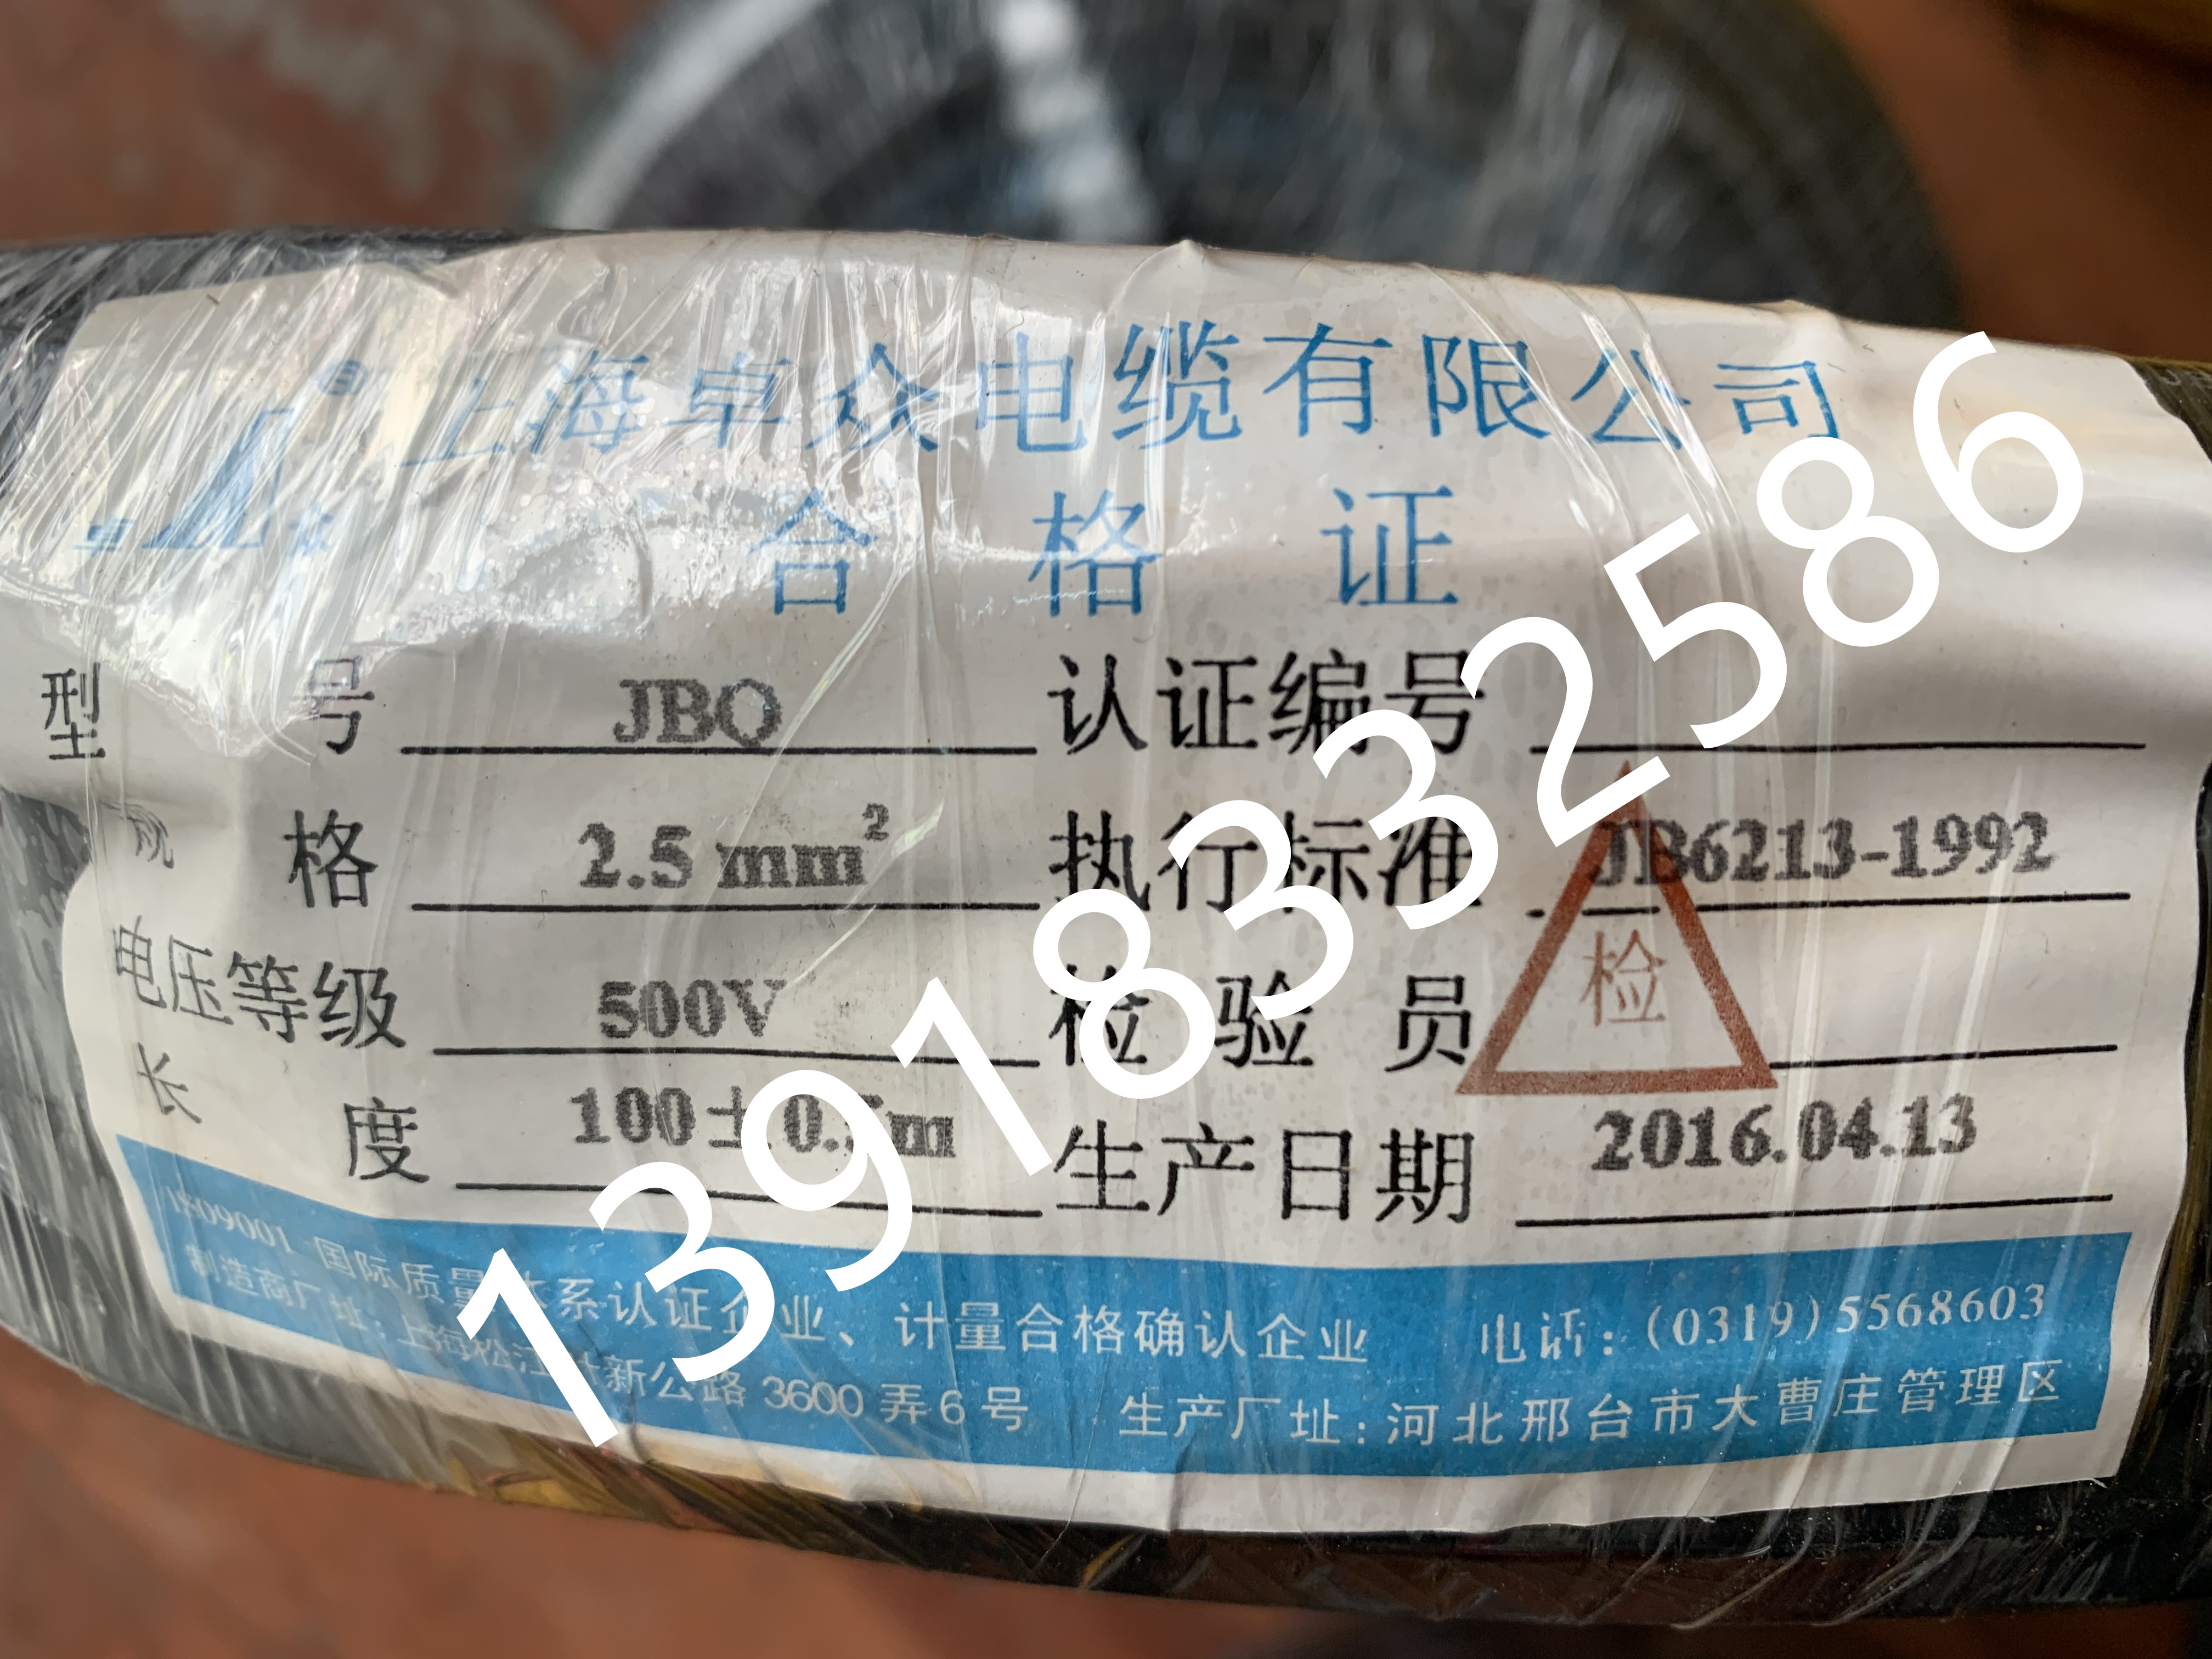 上海卓众电缆有限公司
合格证
型号 JBQ 认证编号
规格 2.5 mm² 执行标准 JB6213-1992
电压等级 500V 检验员 检
长度 100±0.5m 生产日期 2016.04.13
ISO9001 国际质量体系认证企业、计量合格确认企业 电话:(0319)5568603
制造商厂址:上海松江 新公路 3600 弄 6 号 生产厂址:河北邢台市大曹庄管理区
13918332586